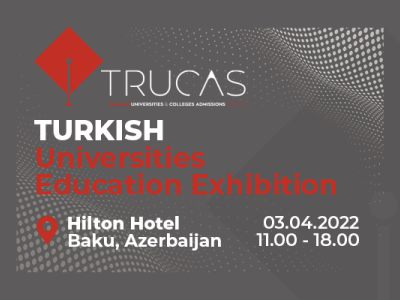 TRUCAS
UNIVERSITIES & COLLEGES ADMISSIONS
TURKISH
Universities
Education Exhibition
Hilton Hotel
Baku, Azerbaijan
03.04.2022
11.00 - 18.00